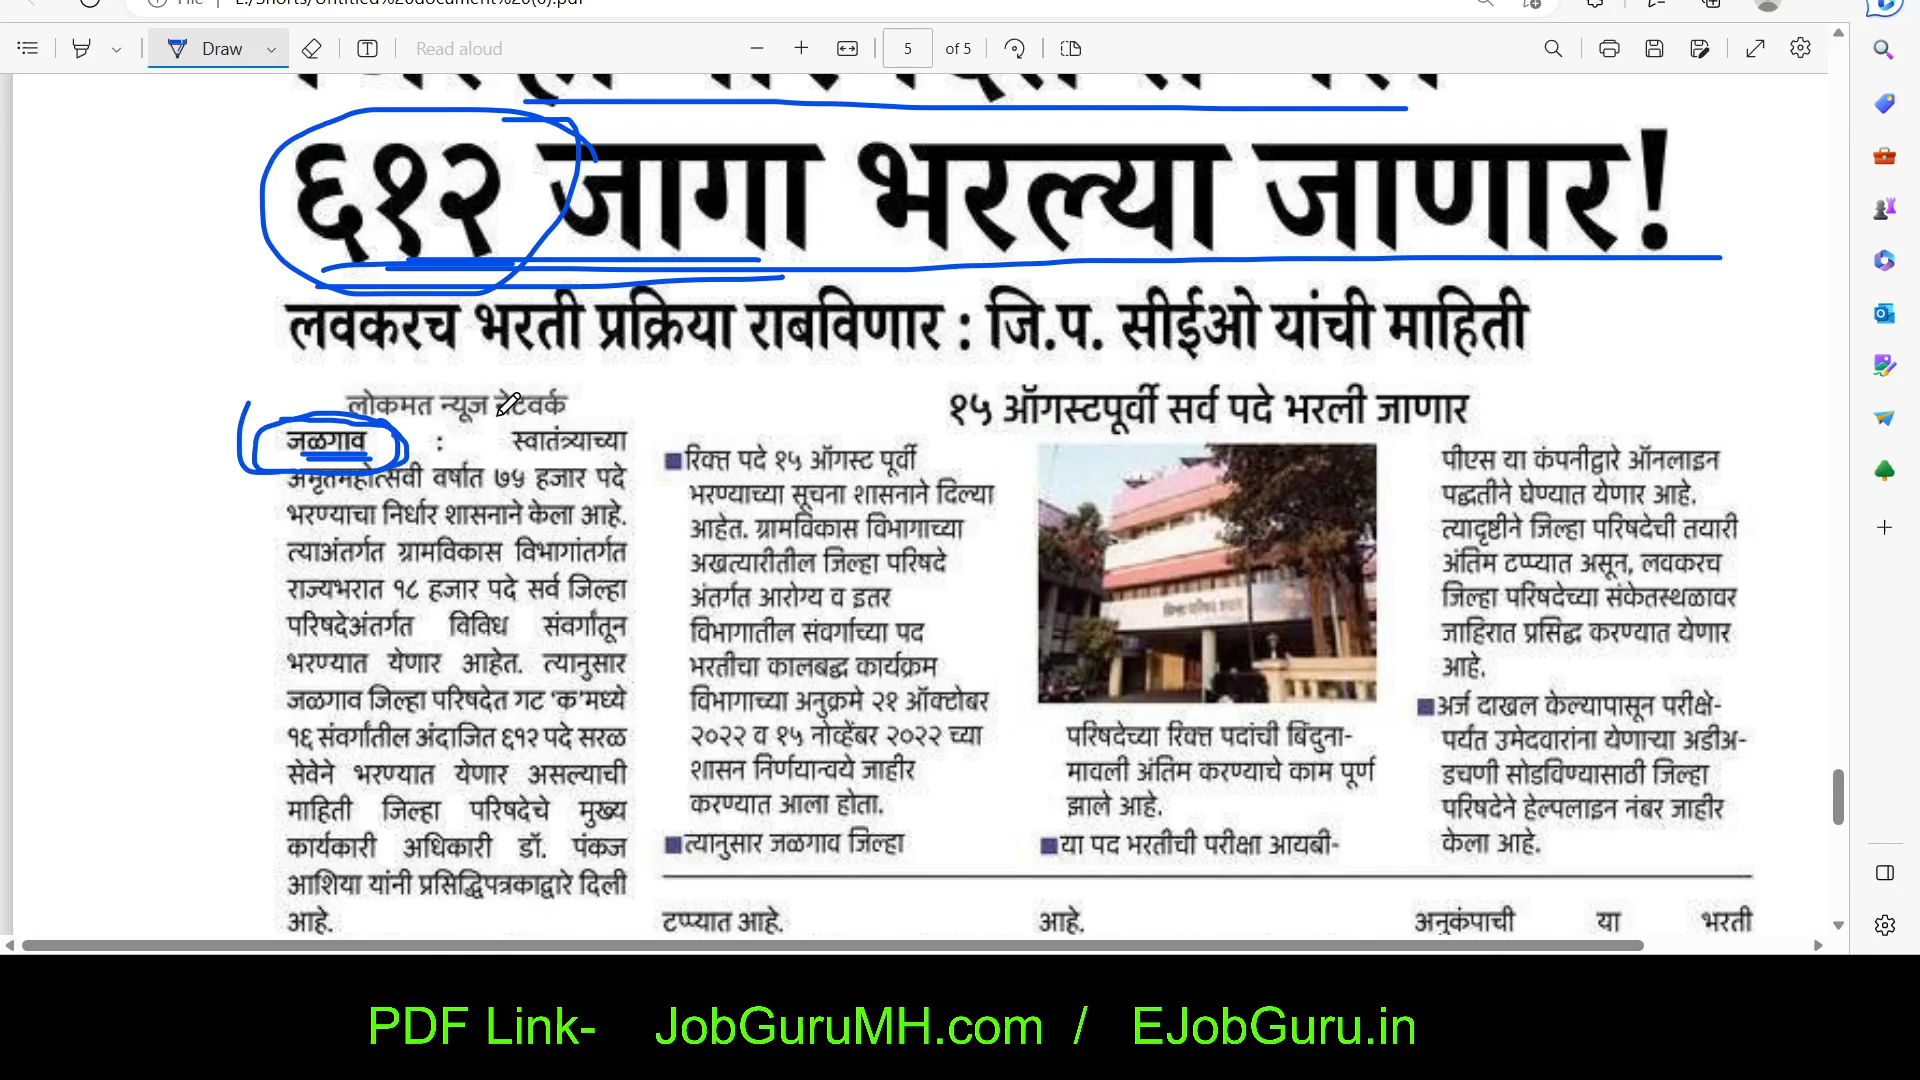 Draw
Read aloud
5
of 5
६१२ जागा भरल्या जाणार!
लवकरच भरती प्रक्रिया राबविणार : जि.प. सीईओ यांची माहिती
लोकमत न्यूज नेटवर्क
जळगाव : स्वातंत्र्याच्या
अमृतमहोत्सवी वर्षात ७५ हजार पदे
भरण्याचा निर्धार शासनाने केला आहे.
त्याअंतर्गत ग्रामविकास विभागांतर्गत
राज्यभरात १८ हजार पदे सर्व जिल्हा
परिषदेअंतर्गत विविध संवर्गातून
भरण्यात येणार आहेत. त्यानुसार
जळगाव जिल्हा परिषदेत गट 'क'मध्ये
१६ संवर्गातील अंदाजित ६१२ पदे सरळ
सेवेने भरण्यात येणार असल्याची
माहिती जिल्हा परिषदेचे मुख्य
कार्यकारी अधिकारी डॉ. पंकज
आशिया यांनी प्रसिद्धिपत्रकाद्वारे दिली
आहे.
१५ ऑगस्टपूर्वी सर्व पदे भरली जाणार
रिक्त पदे १५ ऑगस्ट पूर्वी
भरण्याच्या सूचना शासनाने दिल्या
आहेत. ग्रामविकास विभागाच्या
अखत्यारीतील जिल्हा परिषदे
अंतर्गत आरोग्य व इतर
विभागातील संवर्गाच्या पद
भरतीचा कालबद्ध कार्यक्रम
विभागाच्या अनुक्रमे २१ ऑक्टोबर
२०२२ व १५ नोव्हेंबर २०२२ च्या
शासन निर्णयान्वये जाहीर
करण्यात आला होता.
त्यानुसार जळगाव जिल्हा
परिषदेच्या रिक्त पदांची बिंदुना-
मावली अंतिम करण्याचे काम पूर्ण
झाले आहे.
या पद भरतीची परीक्षा आयबी-
पीएस या कंपनीद्वारे ऑनलाइन
पद्धतीने घेण्यात येणार आहे.
त्यादृष्टीने जिल्हा परिषदेची तयारी
अंतिम टप्प्यात असून, लवकरच
जिल्हा परिषदेच्या संकेतस्थळावर
जाहिरात प्रसिद्ध करण्यात येणार
आहे.
अर्ज दाखल केल्यापासून परीक्षे-
पर्यंत उमेदवारांना येणाऱ्या अडीअ-
डचणी सोडविण्यासाठी जिल्हा
परिषदेने हेल्पलाइन नंबर जाहीर
केला आहे.
टप्प्यात आहे.
आहे.
अनुकंपाची या भरती
PDF Link- JobGuruMH.com / EJobGuru.in